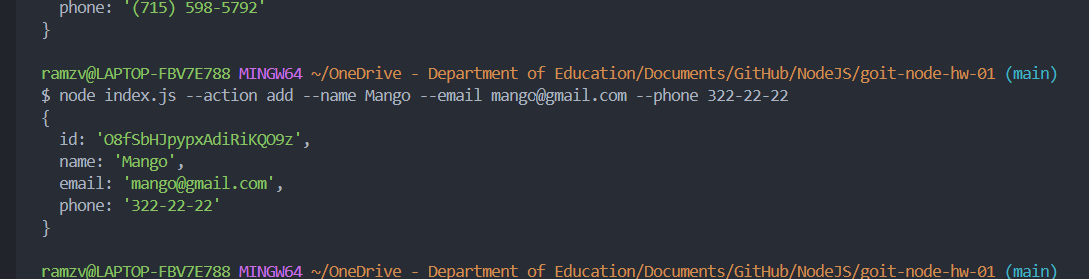 phone: '(715) 598-5792'
}
ramzv@LAPTOP-FBV7E788 MINGW64 ~/OneDrive - Department of Education/Documents/GitHub/NodeJS/goit-node-hw-01 (main)
$ node index.js --action add --name Mango --email mango@gmail.com --phone 322-22-22
{
id: 'O8fSbHJpypxAdiRiKQO9z',
name: 'Mango',
email: 'mango@gmail.com',
phone: '322-22-22'
}
ramzv@LAPTOP-FBV7E788 MINGW64 ~/OneDrive - Department of Education/Documents/GitHub/NodeJS/goit-node-hw-01 (main)